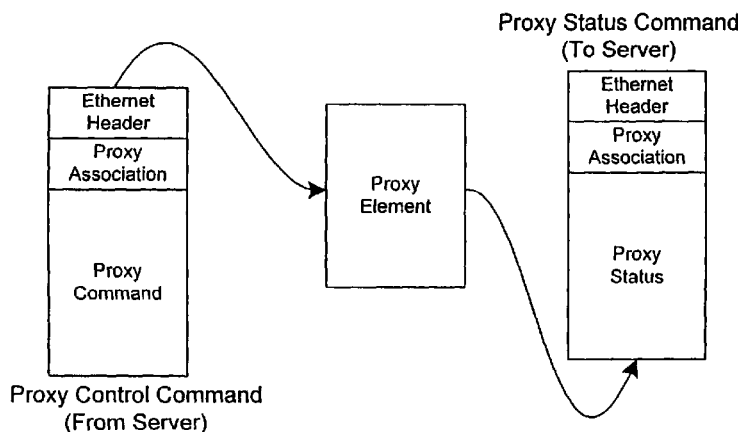 Proxy Status Command
(To Server)
Ethernet
Header
Proxy
Association
Proxy
Command
Proxy Control Command
(From Server)
Proxy
Element
Ethernet
Header
Proxy
Association
Proxy
Status